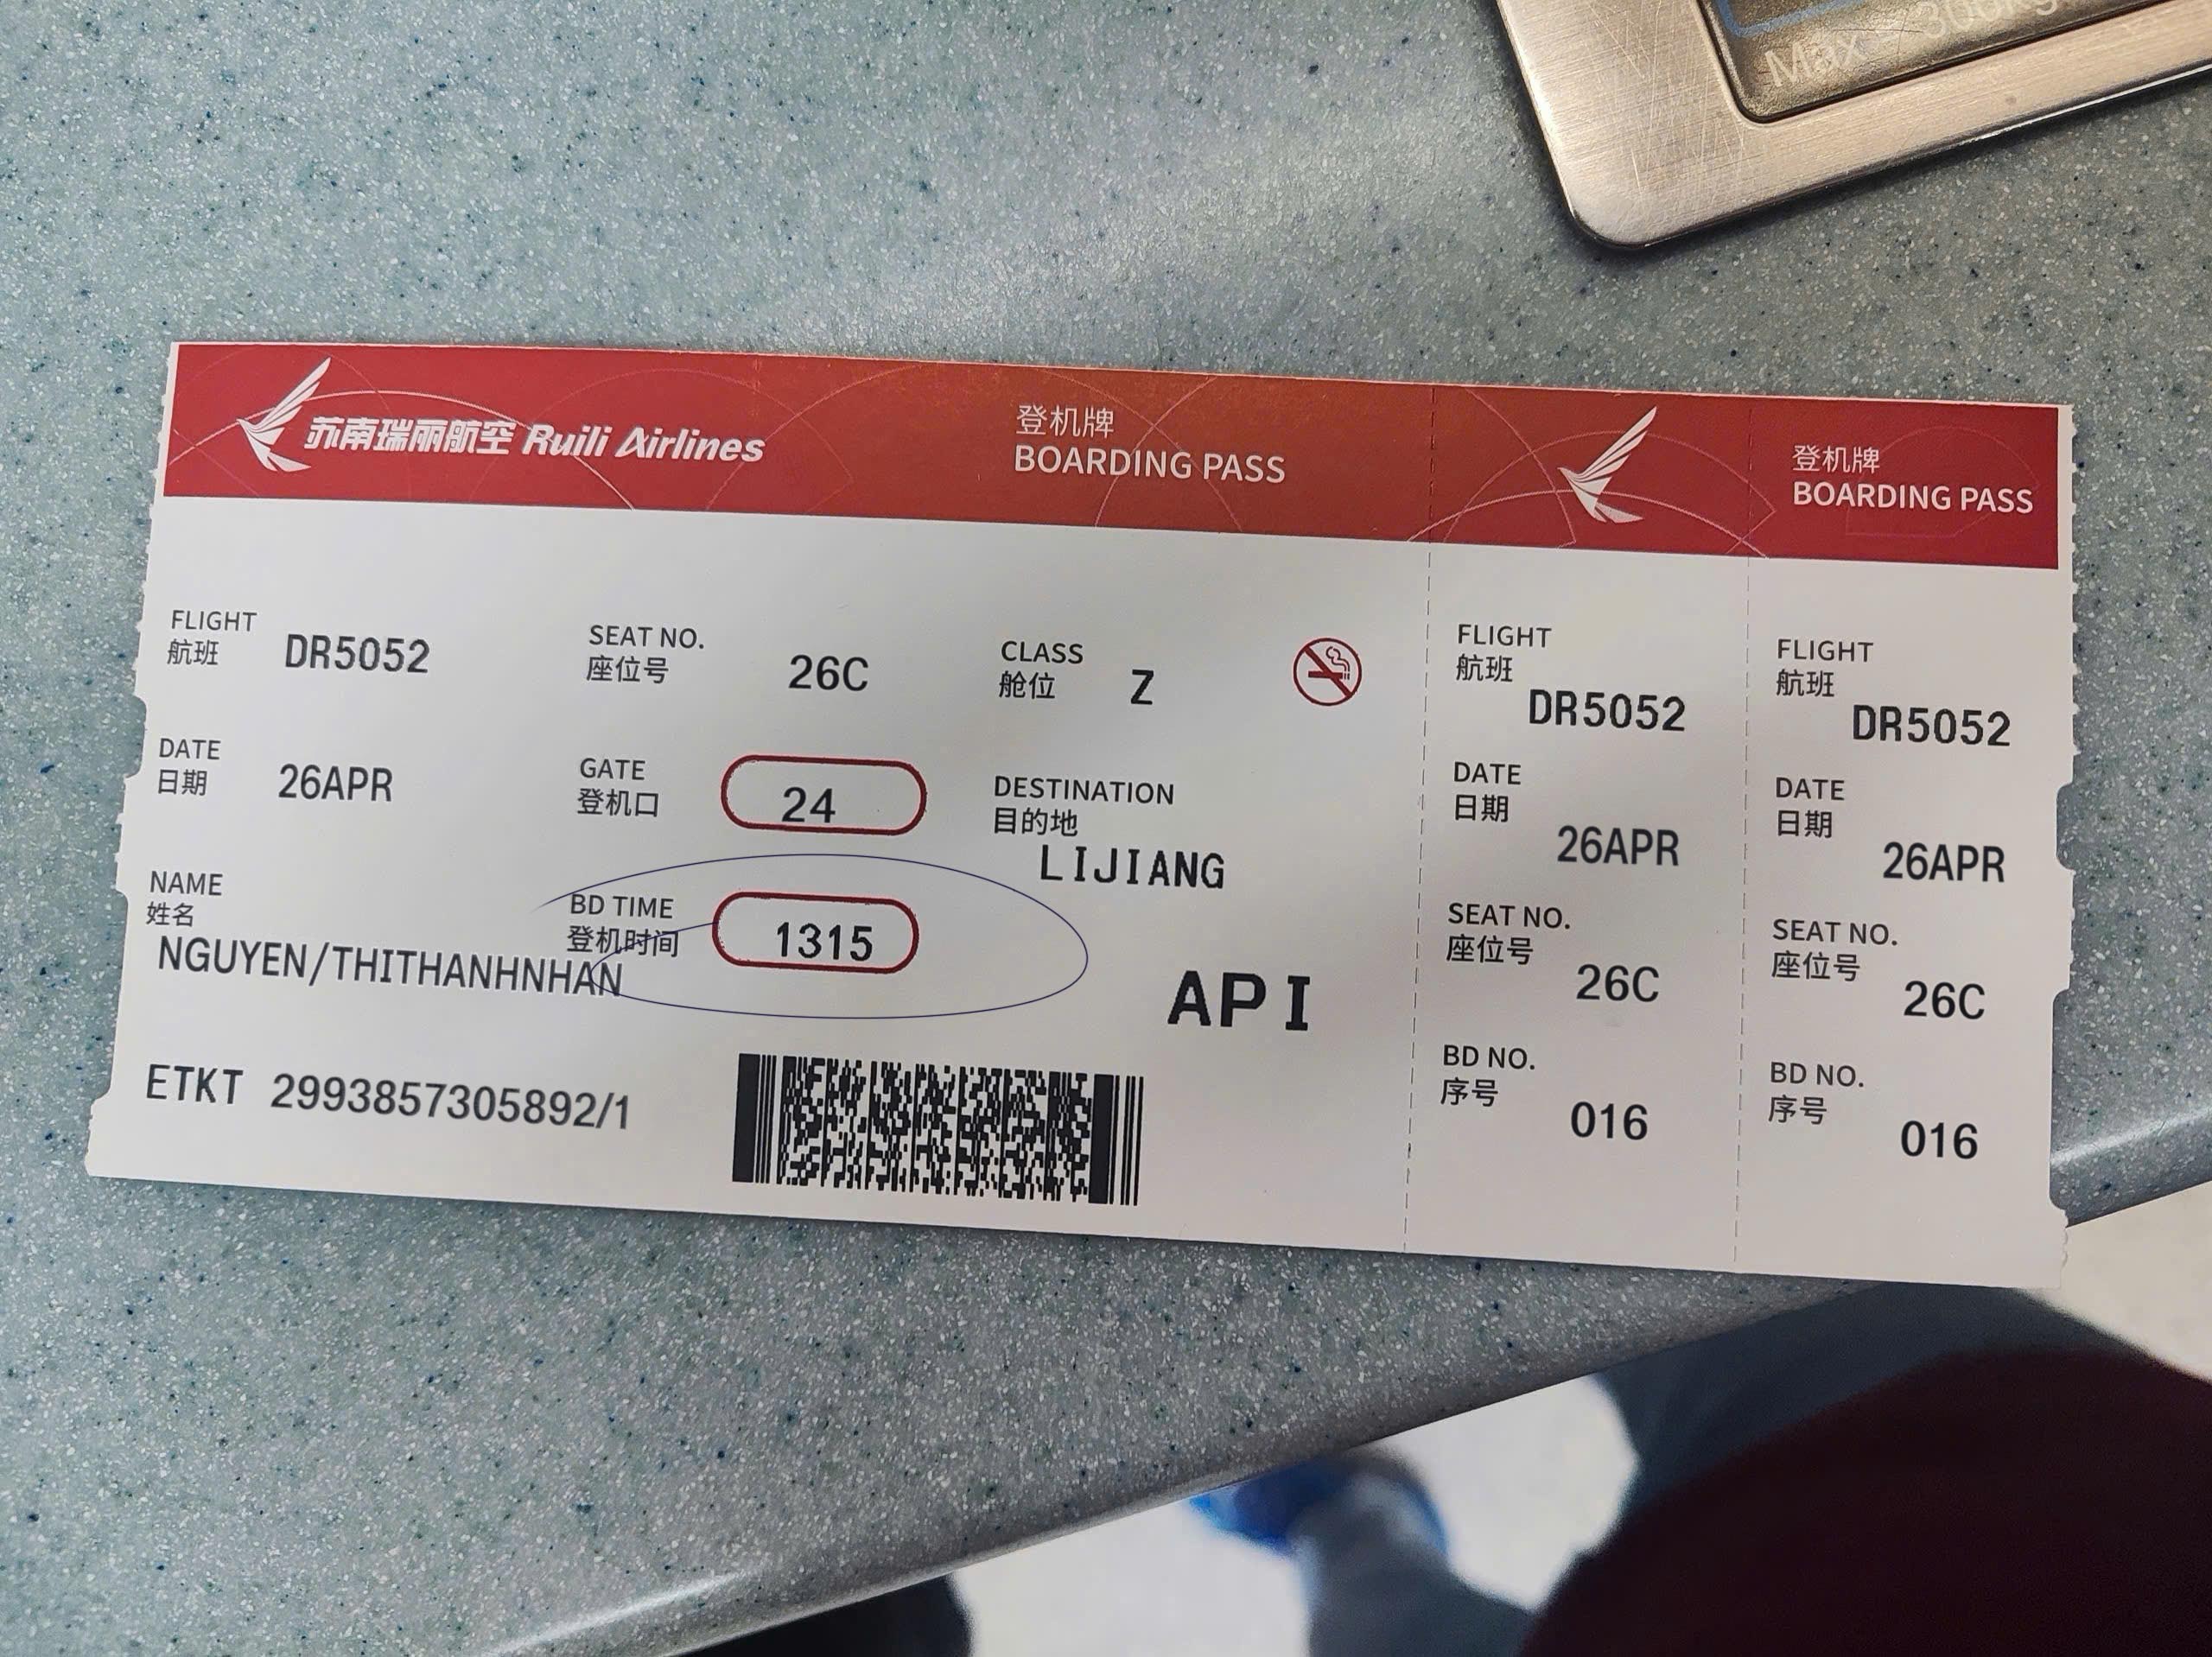 Max 300kg
苏南瑞丽航空 Ruili Airlines
登机牌
BOARDING PASS
登机牌
BOARDING PASS
FLIGHT
航班 DR5052
SEAT NO.
座位号 26C
CLASS
舱位 Z
DATE
日期 26APR
GATE
登机口 24
DESTINATION
目的地
LIJIANG
NAME
姓名
NGUYEN/THITHANHNHAN
BD TIME
登机时间 1315
API
ETKT 2993857305892/1
FLIGHT
航班
DR5052
DATE
日期
26APR
SEAT NO.
座位号
26C
BD NO.
序号
016
FLIGHT
航班
DR5052
DATE
日期
26APR
SEAT NO.
座位号
26C
BD NO.
序号
016